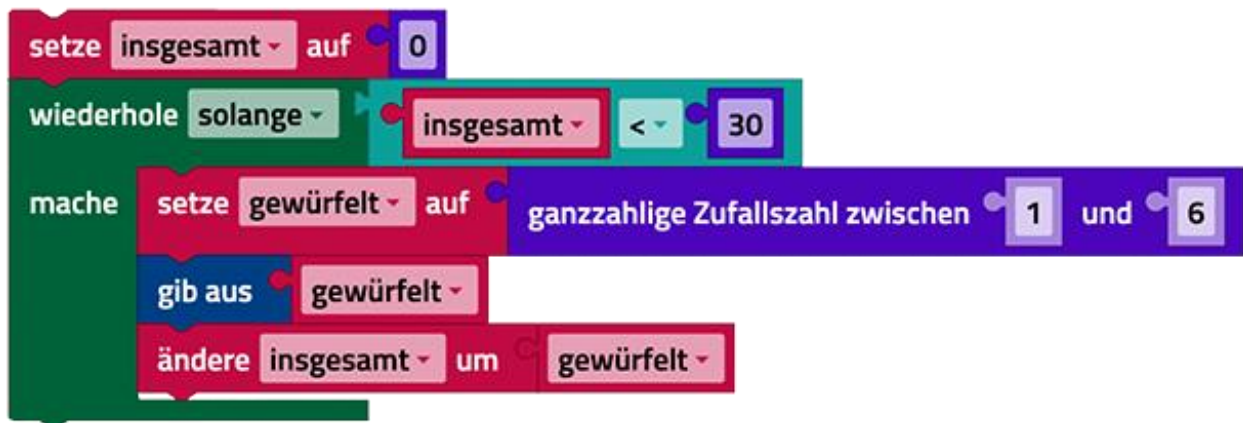 setze insgesamt auf 0
wiederhole solange insgesamt < 30
mache setze gewürfelt auf ganzzahlige Zufallszahl zwischen 1 und 6
gib aus gewürfelt
ändere insgesamt um gewürfelt